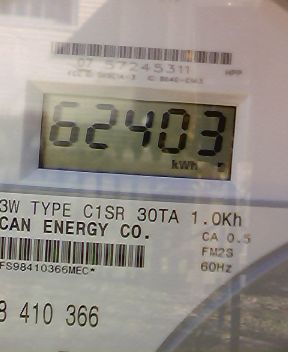 07 57245311
62403
kWh
3W TYPE C1SR 30TA 1.0Kh
CAN ENERGY CO.
CA 0.5
FM2S
FS98410366MEC*
60Hz
8 410 366